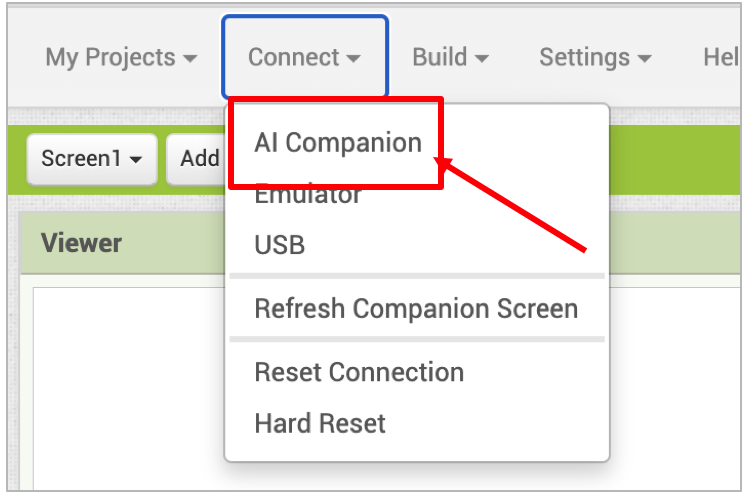 My Projects Connect Build Settings Hel
Screen1 Add
AI Companion
Emulator
USB
Viewer
Refresh Companion Screen
Reset Connection
Hard Reset